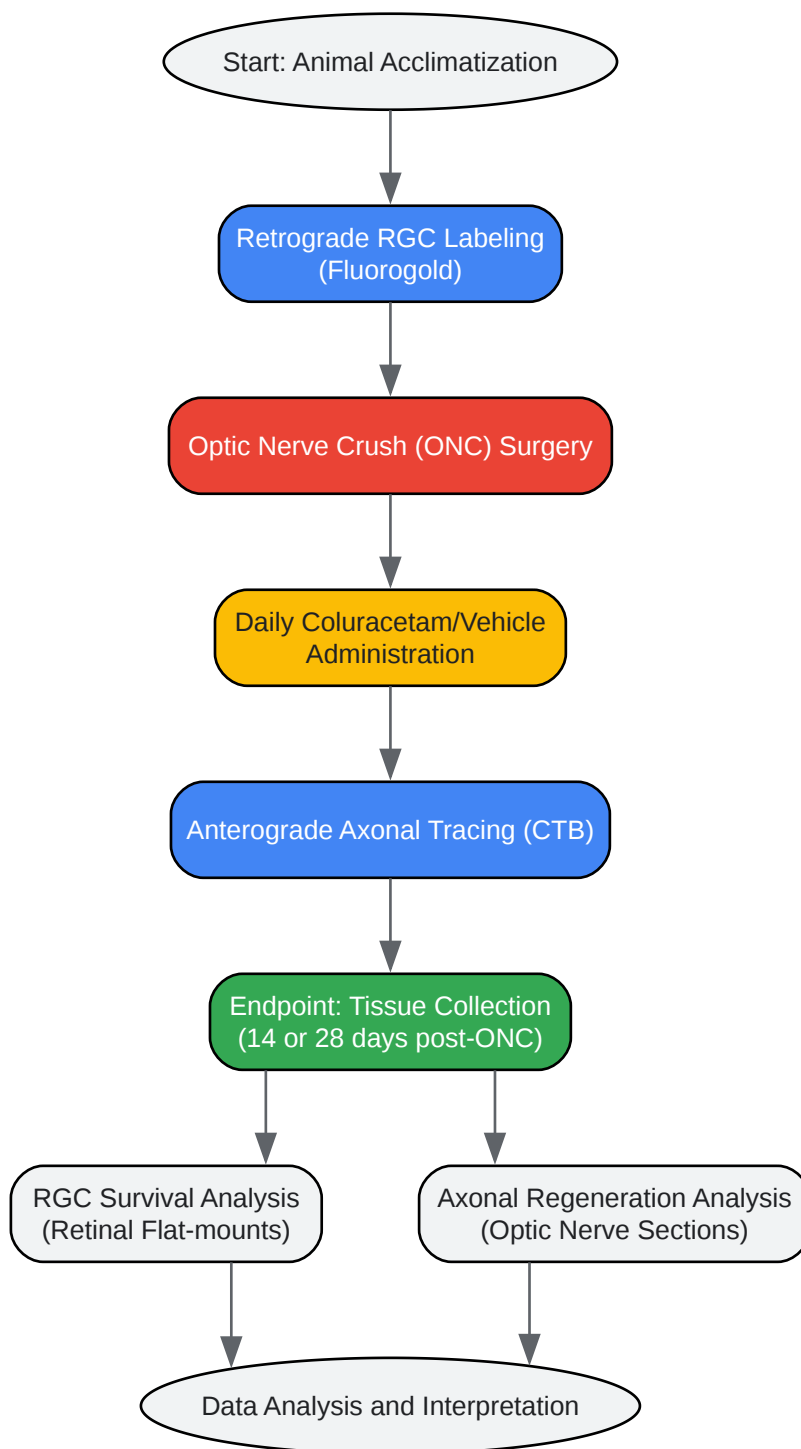 Start: Animal Acclimatization
Retrograde RGC Labeling
(Fluorogold)
Optic Nerve Crush (ONC) Surgery
Daily Coluracetam/Vehicle
Administration
Anterograde Axonal Tracing (CTB)
Endpoint: Tissue Collection
(14 or 28 days post-ONC)
RGC Survival Analysis
(Retinal Flat-mounts)
Axonal Regeneration Analysis
(Optic Nerve Sections)
Data Analysis and Interpretation